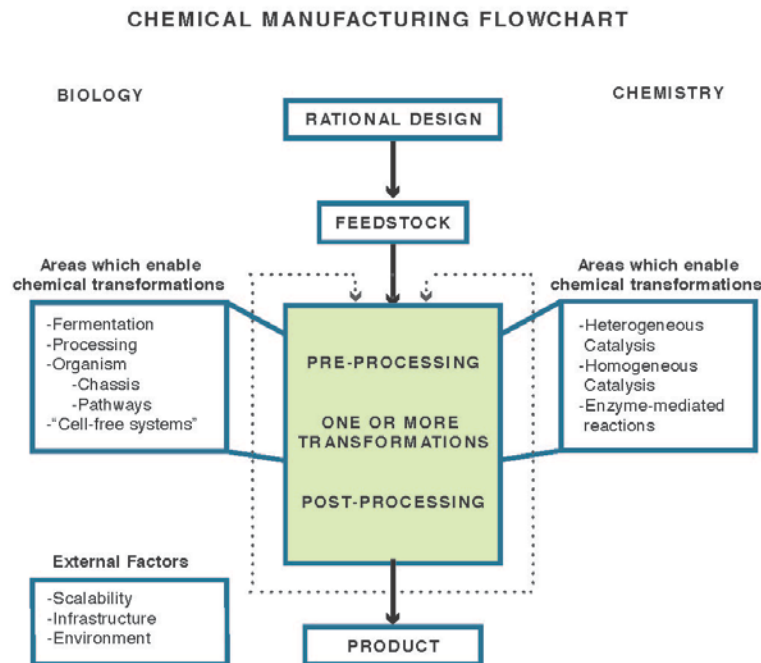 CHEMICAL MANUFACTURING FLOWCHART
BIOLOGY
CHEMISTRY
RATIONAL DESIGN
FEEDSTOCK
Areas which enable
chemical transformations
-Fermentation
-Processing
-Organism
-Chassis
-Pathways
-"Cell-free systems"
PRE-PROCESSING
ONE OR MORE
TRANSFORMATIONS
POST-PROCESSING
Areas which enable
chemical transformations
-Heterogeneous
Catalysis
-Homogeneous
Catalysis
-Enzyme-mediated
reactions
External Factors
-Scalability
-Infrastructure
-Environment
PRODUCT